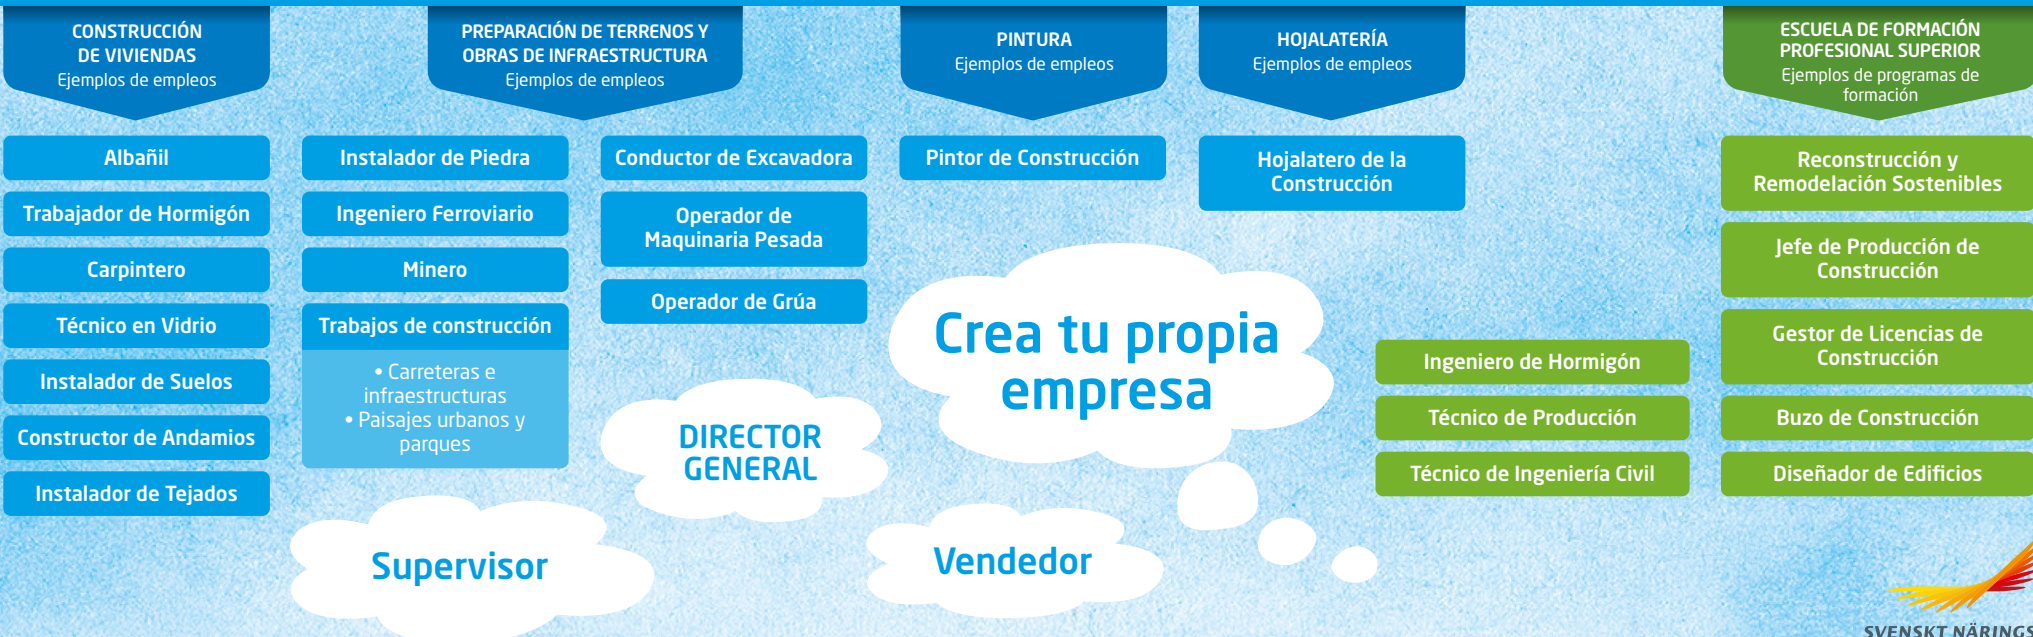 CONSTRUCCIÓN
DE VIVIENDAS
Ejemplos de empleos
Albañil
Trabajador de Hormigón
Carpintero
Técnico en Vidrio
Instalador de Suelos
Constructor de Andamios
Instalador de Tejados
PREPARACIÓN DE TERRENOS Y
OBRAS DE INFRAESTRUCTURA
Ejemplos de empleos
Instalador de Piedra
Ingeniero Ferroviario
Minero
Trabajos de construcción
• Carreteras e
infraestructuras
• Paisajes urbanos y
parques
Conductor de Excavadora
Operador de
Maquinaria Pesada
Operador de Grúa
PINTURA
Ejemplos de empleos
Pintor de Construcción
HOJALATERÍA
Ejemplos de empleos
Hojalatero de la
Construcción
ESCUELA DE FORMACIÓN
PROFESIONAL SUPERIOR
Ejemplos de programas de
formación
Reconstrucción y
Remodelación Sostenibles
Jefe de Producción de
Construcción
Gestor de Licencias de
Construcción
Buzo de Construcción
Diseñador de Edificios
Ingeniero de Hormigón
Técnico de Producción
Técnico de Ingeniería Civil
Crea tu propia
empresa
DIRECTOR
GENERAL
Supervisor
Vendedor
SVENSKT NÄRINGS